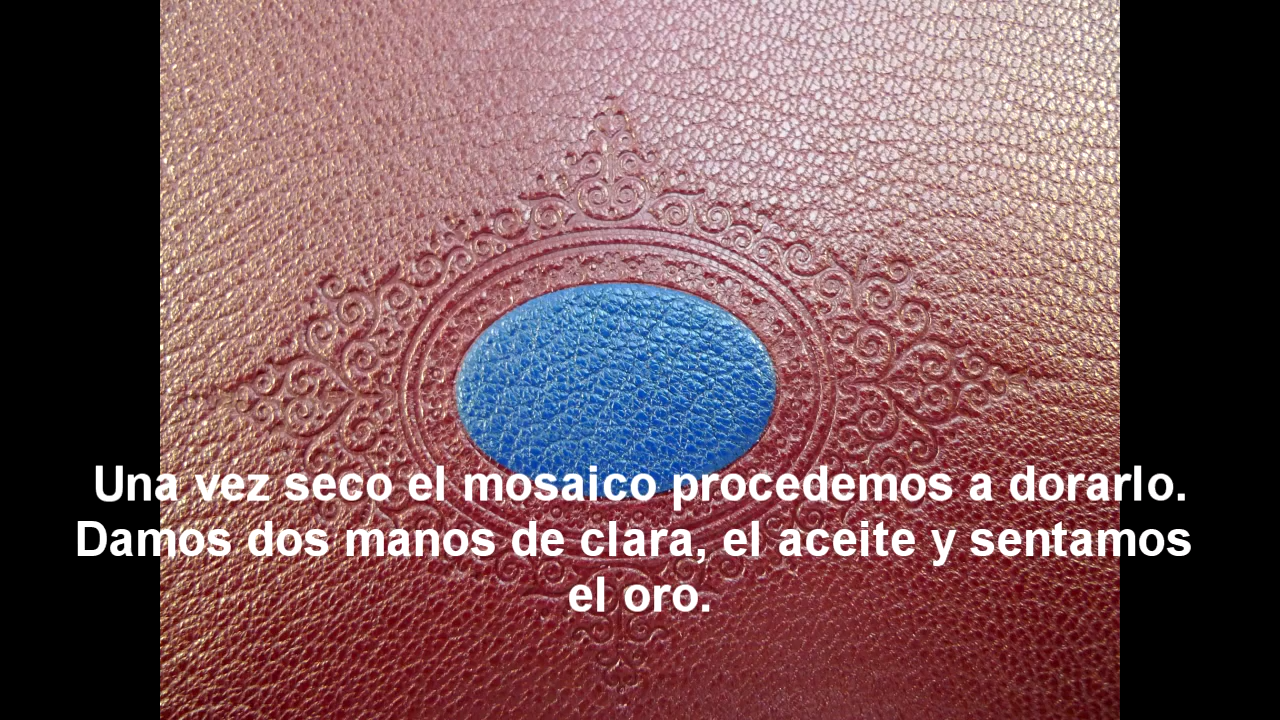 Una vez seco el mosaico procedemos a dorarlo.
Damos dos manos de clara, el aceite y sentamos
el oro.